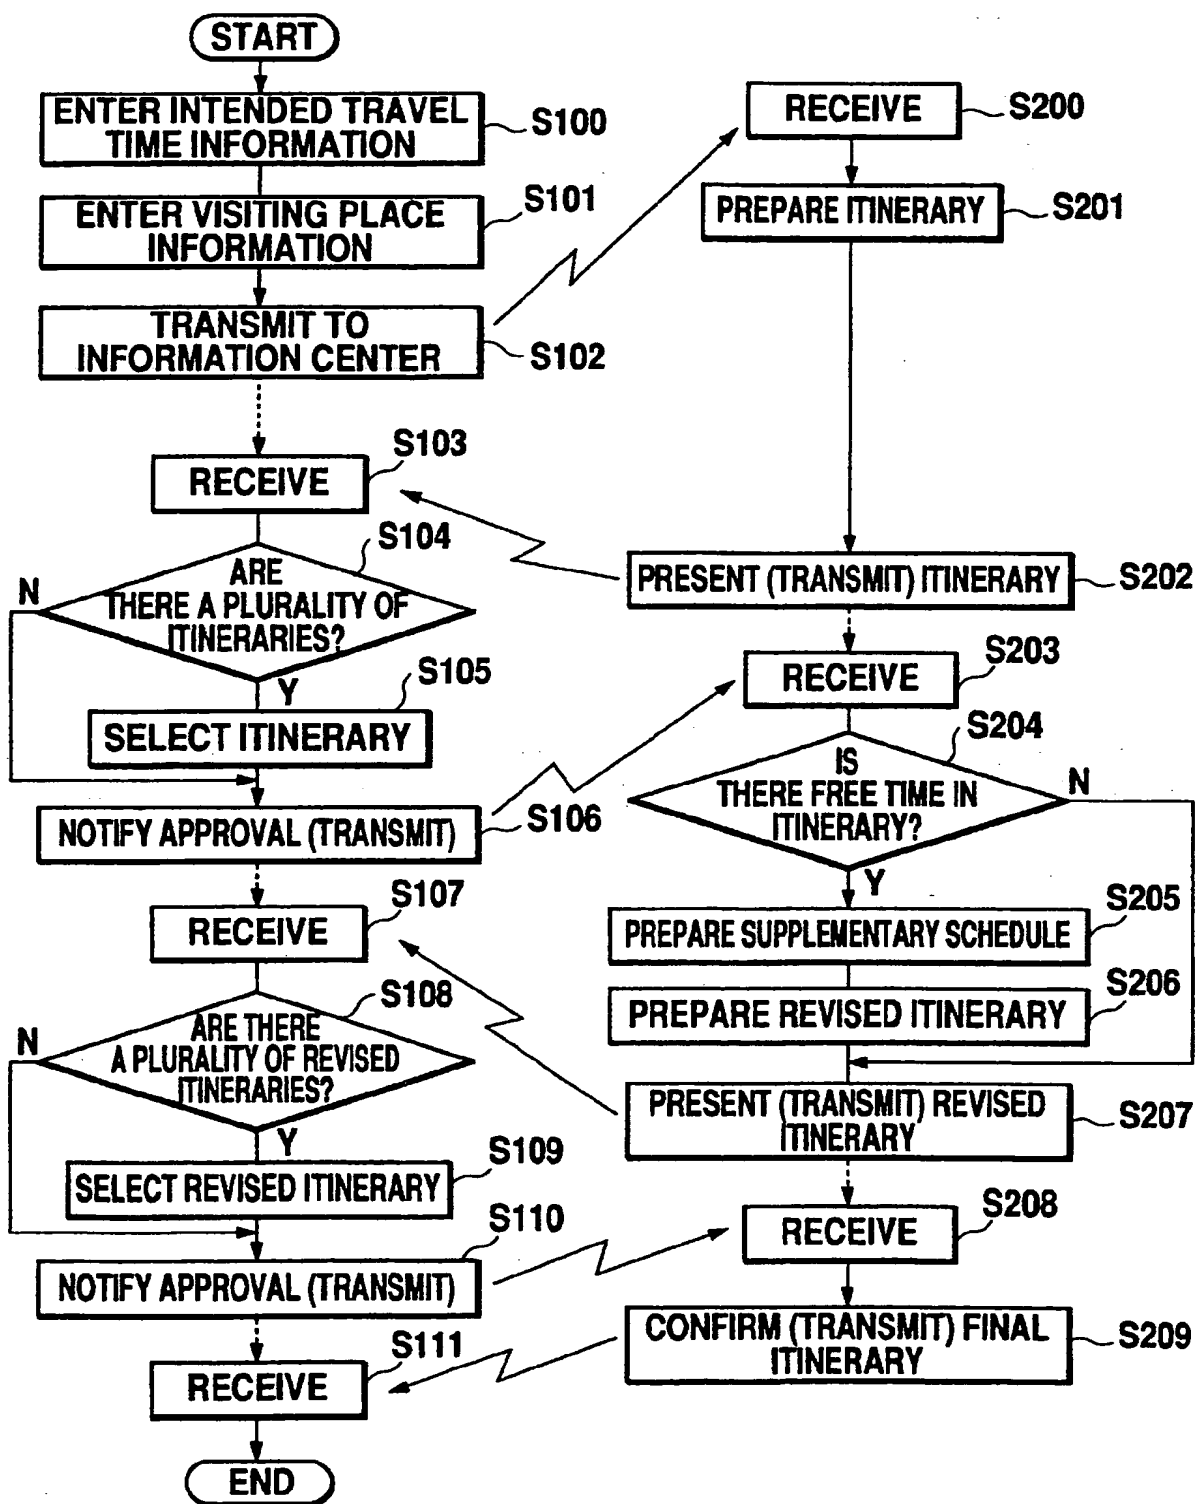 START
ENTER INTENDED TRAVEL
TIME INFORMATION
S100
ENTER VISITING PLACE
INFORMATION
S101
TRANSMIT TO
INFORMATION CENTER
S102
RECEIVE
S103
S104
ARE
THERE A PLURALITY OF
ITINERARIES?
N
Y
S105
SELECT ITINERARY
NOTIFY APPROVAL (TRANSMIT)
S106
S107
RECEIVE
S108
ARE THERE
A PLURALITY OF REVISED
ITINERARIES?
N
Y
S109
SELECT REVISED ITINERARY
S110
NOTIFY APPROVAL (TRANSMIT)
S111
RECEIVE
END
RECEIVE
S200
PREPARE ITINERARY
S201
PRESENT (TRANSMIT) ITINERARY
S202
S203
RECEIVE
S204
IS
THERE FREE TIME IN
ITINERARY?
N
Y
S205
PREPARE SUPPLEMENTARY SCHEDULE
S206
PREPARE REVISED ITINERARY
PRESENT (TRANSMIT) REVISED
ITINERARY
S207
S208
RECEIVE
CONFIRM (TRANSMIT) FINAL
ITINERARY
S209